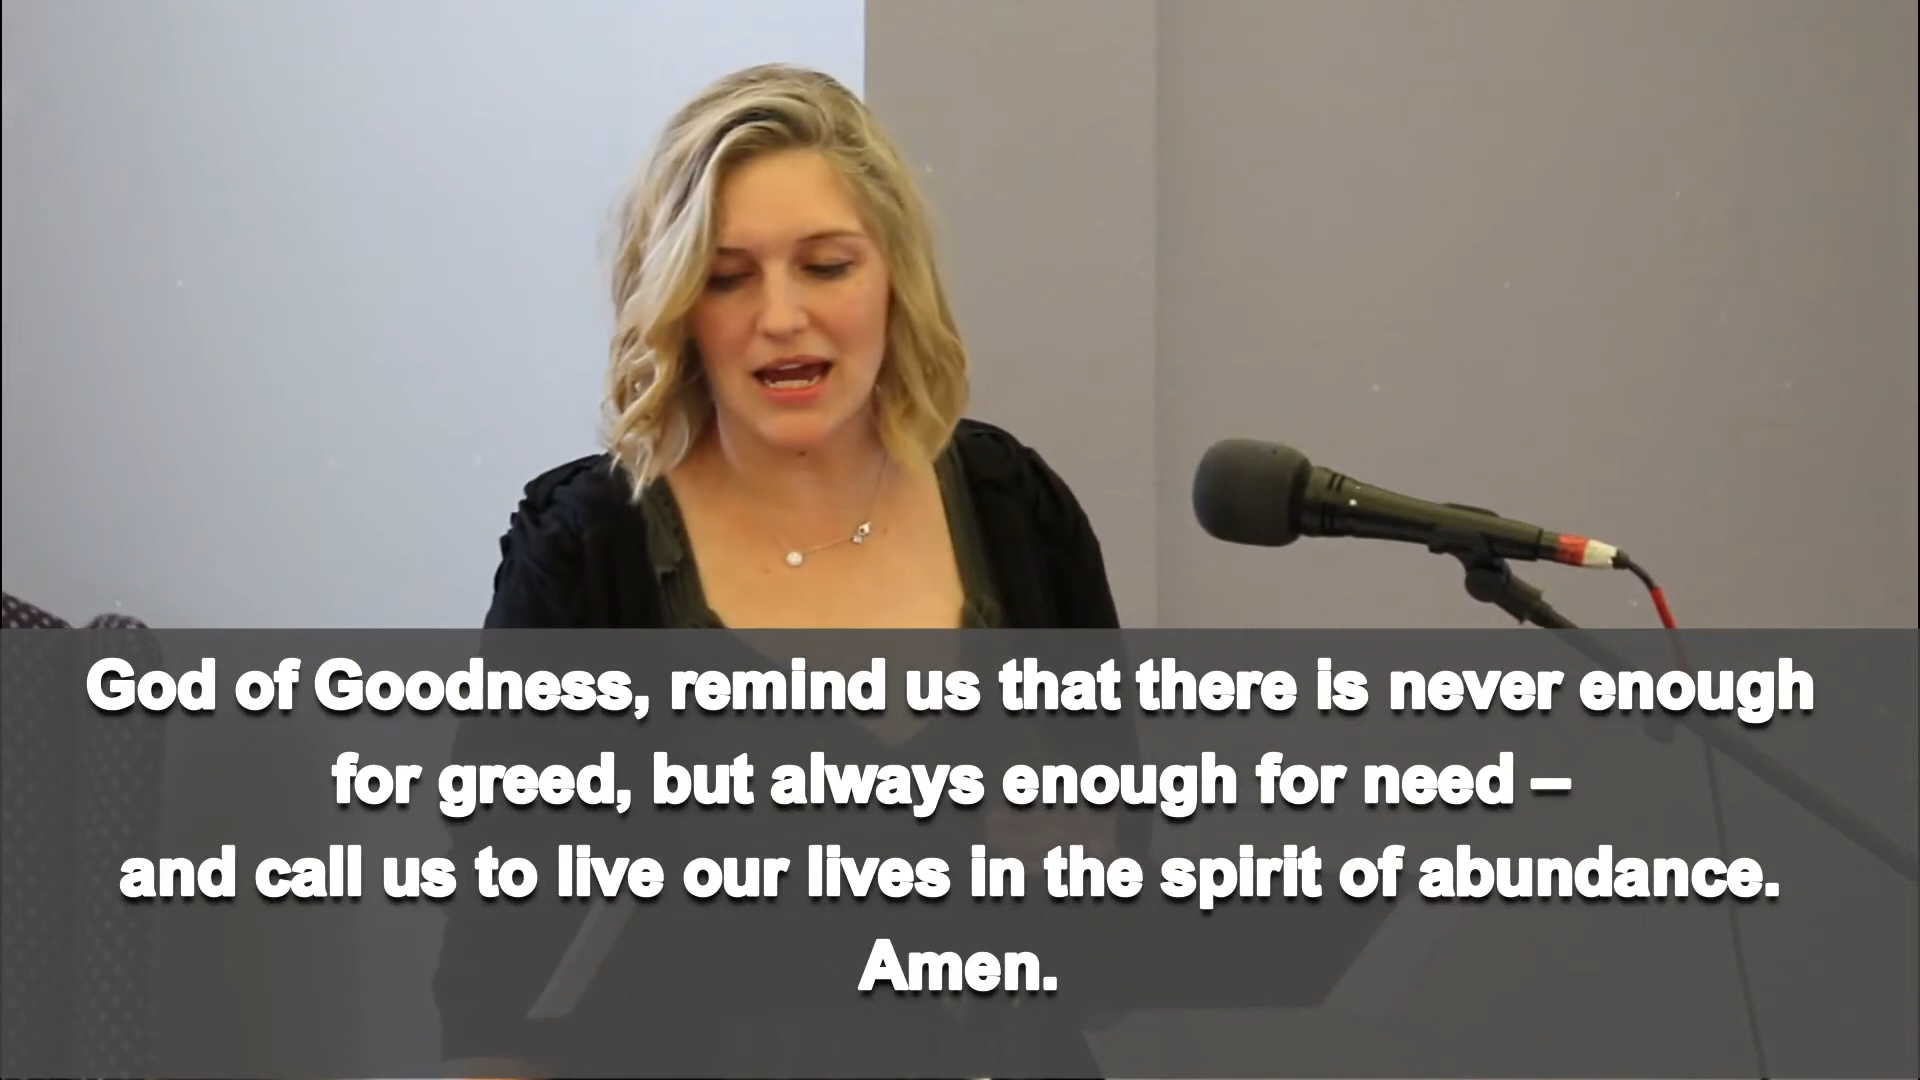 God of Goodness, remind us that there is never enough
for greed, but always enough for need –
and call us to live our lives in the spirit of abundance.
Amen.